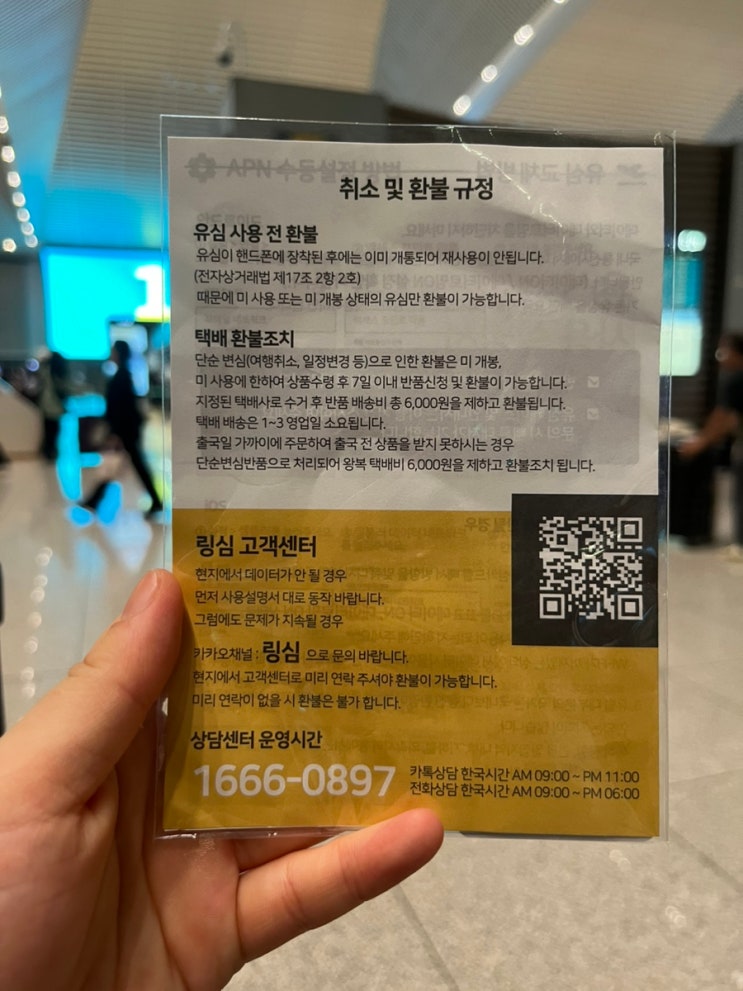 취소 및 환불 규정
유심 사용 전 환불
유심이 핸드폰에 장착된 후에는 이미 개통되어 재사용이 안됩니다.
(전자상거래법 제17조 2항 2호)
때문에 미 사용 또는 미 개봉 상태의 유심만 환불이 가능합니다.
택배 환불조치
단순 변심(여행취소, 일정변경 등)으로 인한 환불은 미 개봉,
미 사용에 한하여 상품수령 후 7일 이내 반품신청 및 환불이 가능합니다.
지정된 택배사로 수거 후 반품 배송비 총 6,000원을 제하고 환불됩니다.
택배 배송은 1~3 영업일 소요됩니다.
출국일 가까이에 주문하여 출국 전 상품을 받지 못하시는 경우
단순변심반품으로 처리되어 왕복 택배비 6,000원을 제하고 환불조치 됩니다.
링심 고객센터
현지에서 데이터가 안 될 경우
먼저 사용설명서 대로 동작 바랍니다.
그럼에도 문제가 지속될 경우
카카오채널 : 링심 으로 문의 바랍니다.
현지에서 고객센터로 미리 연락 주셔야 환불이 가능합니다.
미리 연락이 없을 시 환불은 불가 합니다.
상담센터 운영시간
1666-0897
카톡상담 한국시간 AM 09:00 ~ PM 11:00
전화상담 한국시간 AM 09:00 ~ PM 06:00